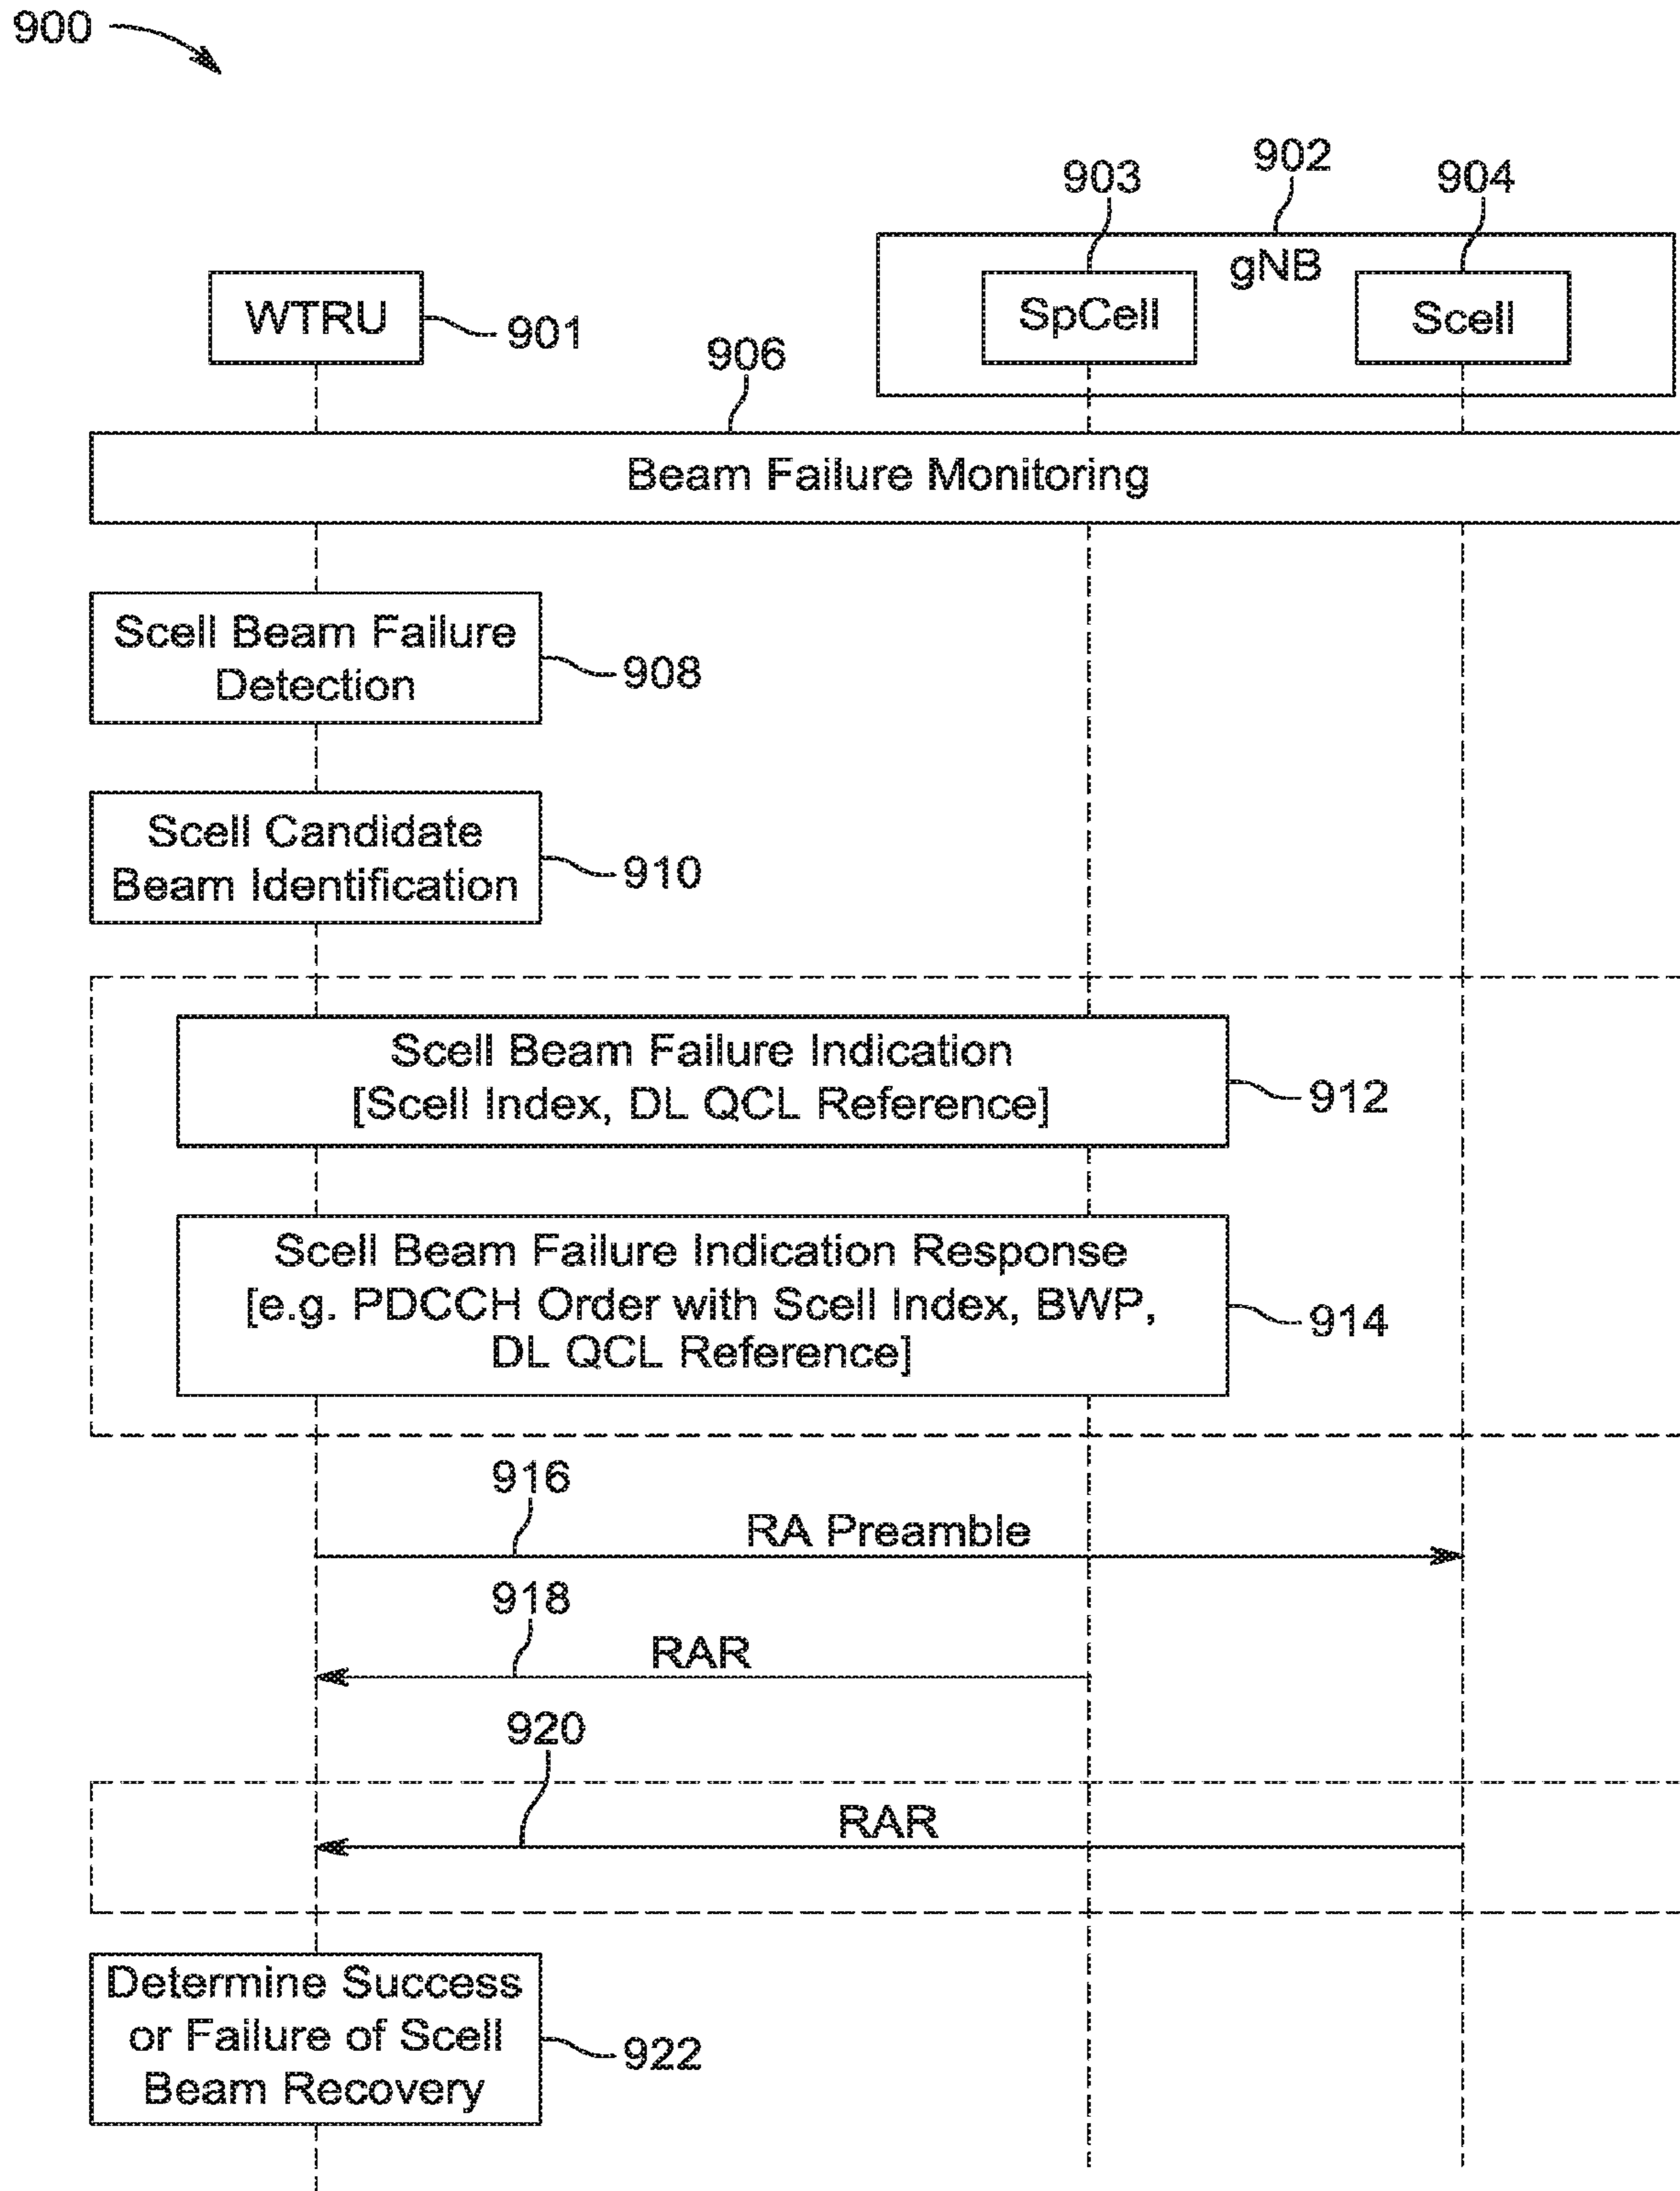 900
902
903
904
gNB
WTRU
901
SpCell
Scell
906
Beam Failure Monitoring
Scell Beam Failure
Detection
908
Scell Candidate
Beam Identification
910
Scell Beam Failure Indication
[Scell Index, DL QCL Reference]
912
Scell Beam Failure Indication Response
[e.g. PDCCH Order with Scell Index, BWP,
DL QCL Reference]
914
916
RA Preamble
918
RAR
920
RAR
Determine Success
or Failure of Scell
Beam Recovery
922